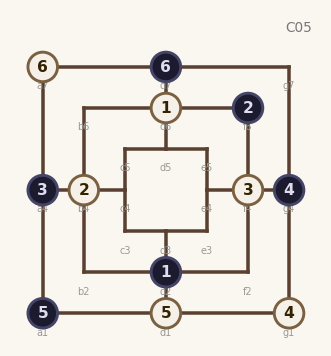 C05
6 6
a7 d7 g7
1 2
b6 d6 f6
c5 d5 e5
3 2 3 4
a4 b4 c4 e4 f4 g4
c3 d3 e3
1
b2 d2 f2
5 5 4
a1 d1 g1